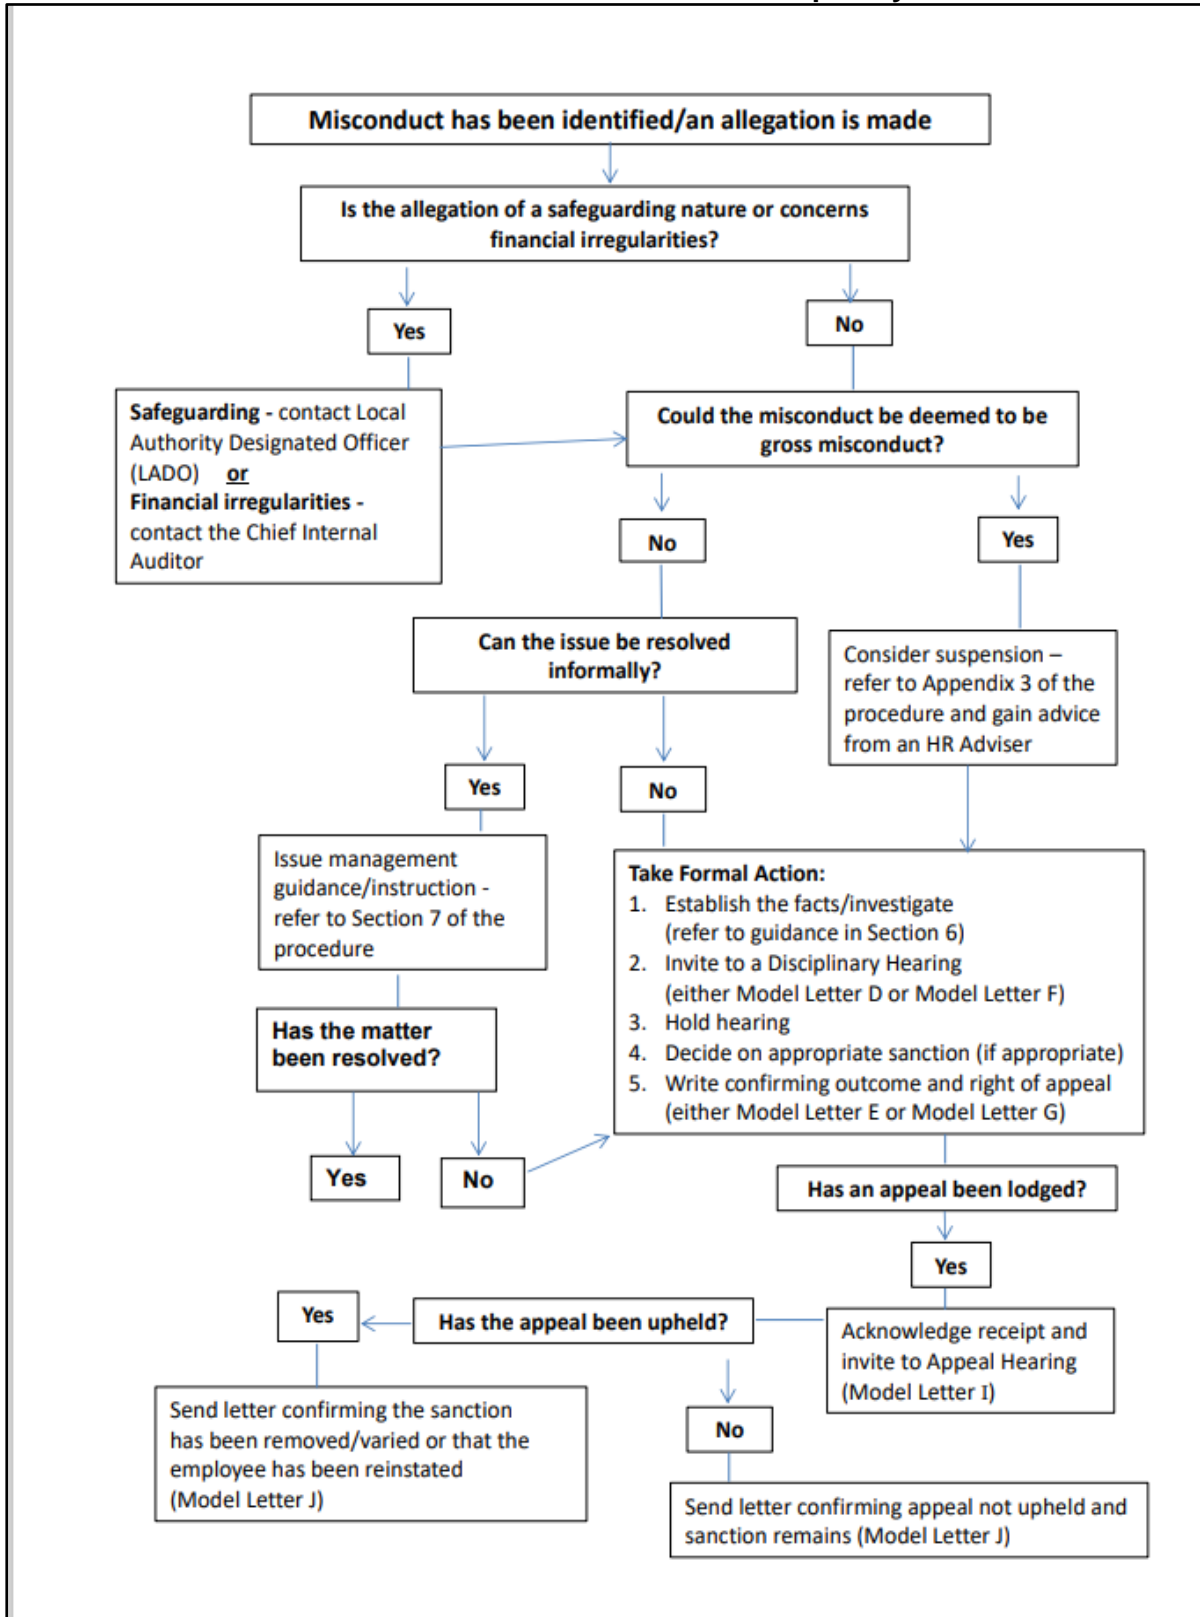 Misconduct has been identified/an allegation is made
Is the allegation of a safeguarding nature or concerns
financial irregularities?
Yes
No
Safeguarding - contact Local
Authority Designated Officer
(LADO) or
Financial irregularities -
contact the Chief Internal
Auditor
Could the misconduct be deemed to be
gross misconduct?
No
Yes
Can the issue be resolved
informally?
Consider suspension –
refer to Appendix 3 of the
procedure and gain advice
from an HR Adviser
Yes
No
Issue management
guidance/instruction -
refer to Section 7 of the
procedure
Take Formal Action:
1. Establish the facts/investigate
(refer to guidance in Section 6)
2. Invite to a Disciplinary Hearing
(either Model Letter D or Model Letter F)
3. Hold hearing
4. Decide on appropriate sanction (if appropriate)
5. Write confirming outcome and right of appeal
(either Model Letter E or Model Letter G)
Has the matter
been resolved?
Yes
No
Has an appeal been lodged?
Yes
Acknowledge receipt and
invite to Appeal Hearing
(Model Letter I)
Has the appeal been upheld?
Yes
Send letter confirming the sanction
has been removed/varied or that the
employee has been reinstated
(Model Letter J)
No
Send letter confirming appeal not upheld and
sanction remains (Model Letter J)